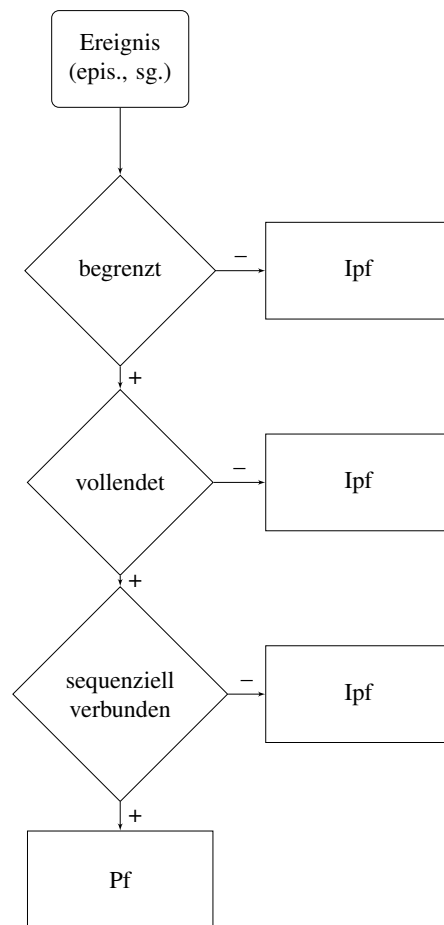 Ereignis
(epis., sg.)
begrenzt
–
Ipf
+
vollendet
–
Ipf
+
sequenziell
verbunden
–
Ipf
+
Pf